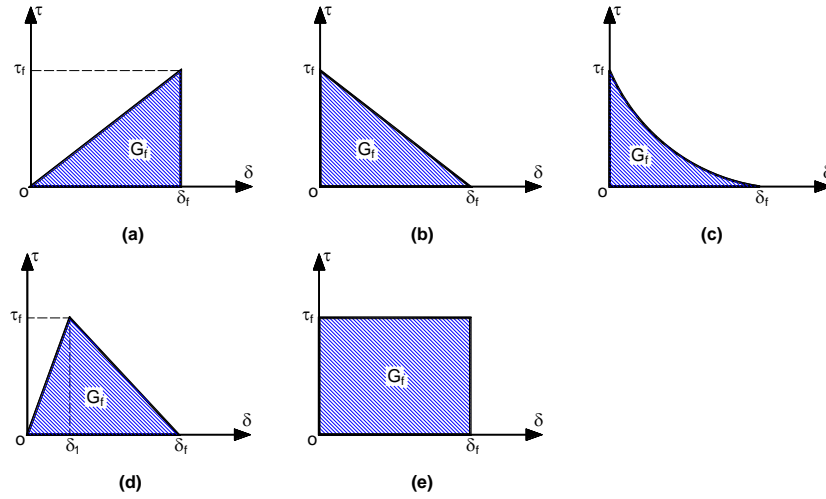 τ τ τ
τf τf τf
Gf Gf Gf
δ δ δ
o δf o δf o δf
(a) (b) (c)
τ τ
τf τf
Gf Gf
δ δ
o δ1 δf o δf
(d) (e)